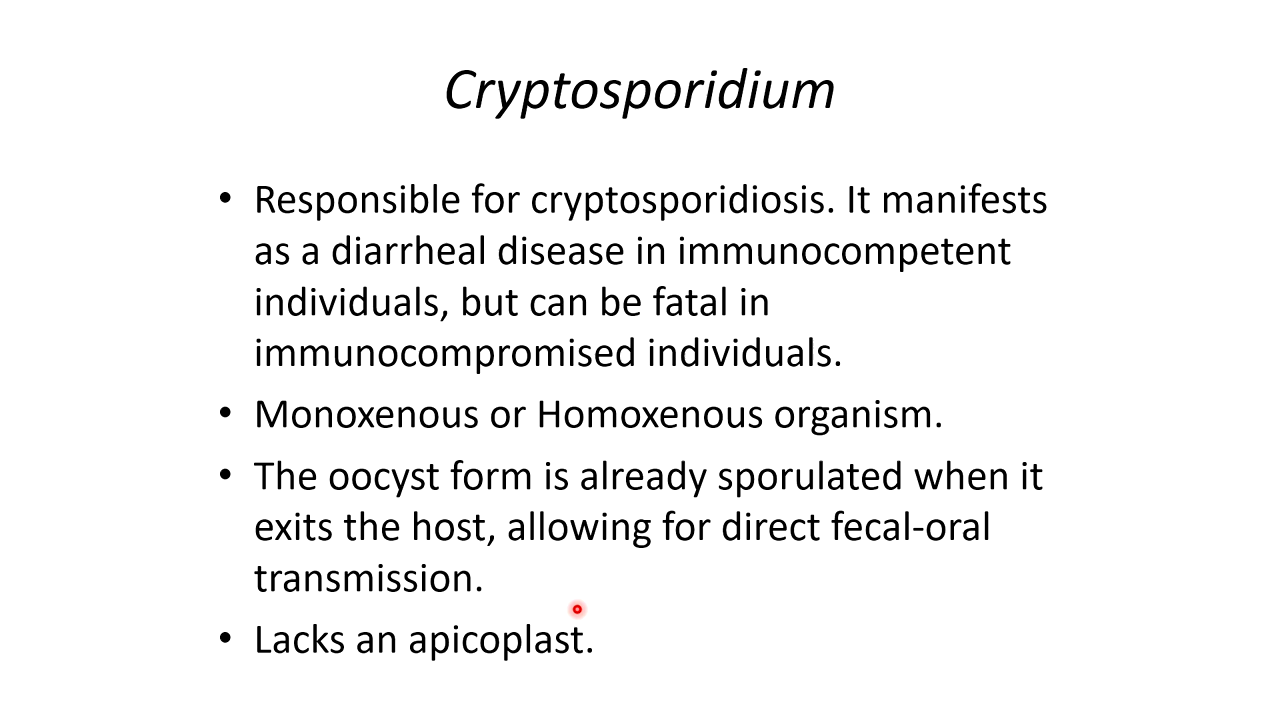 Cryptosporidium
• Responsible for cryptosporidiosis. It manifests
as a diarrheal disease in immunocompetent
individuals, but can be fatal in
immunocompromised individuals.
• Monoxenous or Homoxenous organism.
• The oocyst form is already sporulated when it
exits the host, allowing for direct fecal-oral
transmission.
• Lacks an apicoplast.